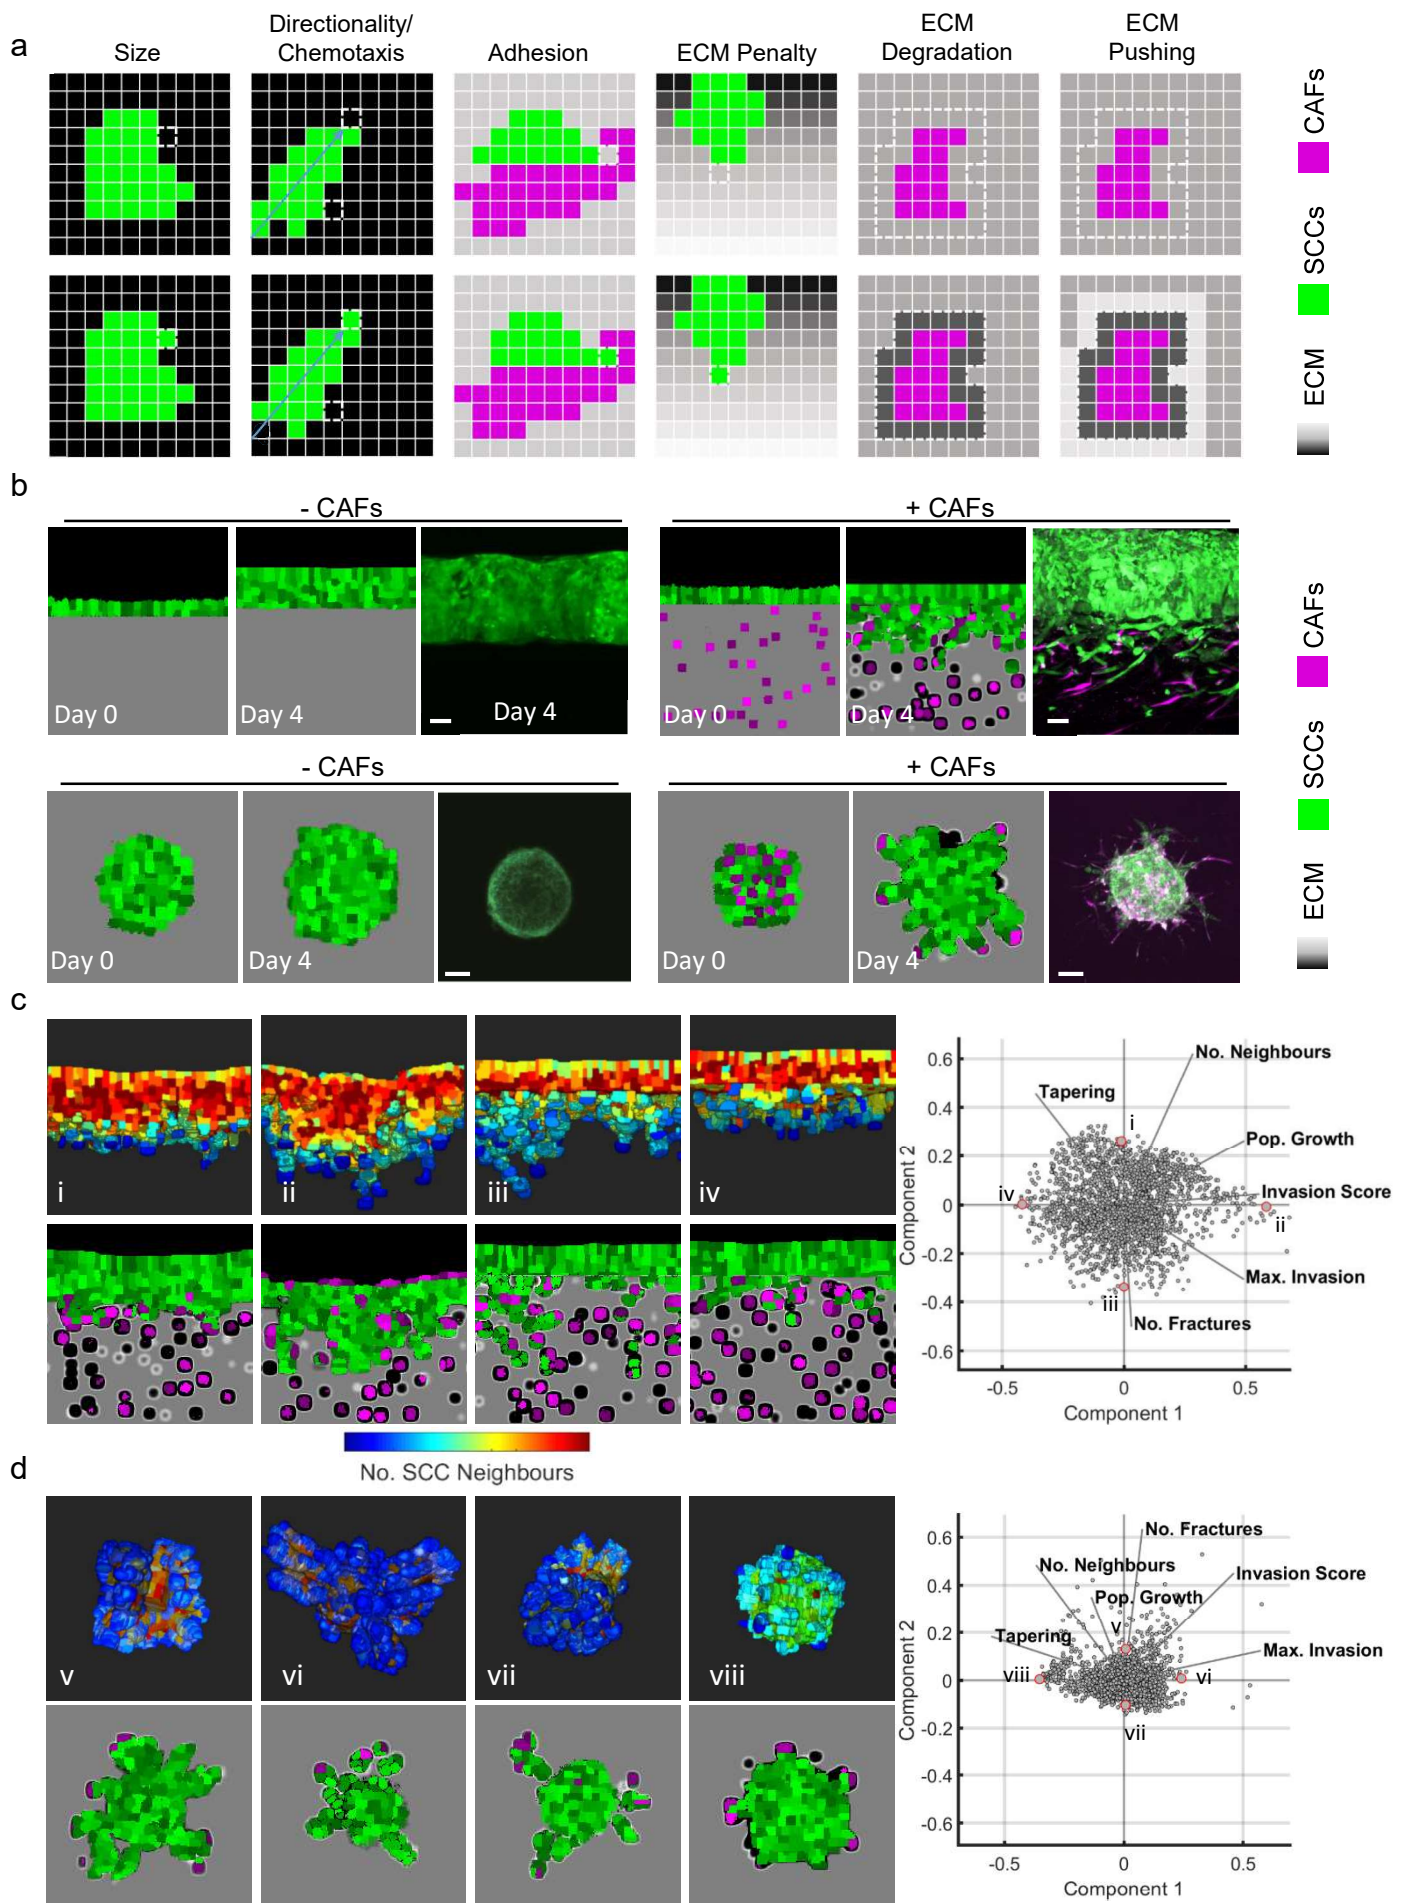 a
Size
Directionality/
Chemotaxis
Adhesion
ECM Penalty
ECM
Degradation
ECM
Pushing
ECM SCCs CAFs
b
- CAFs
+ CAFs
Day 0
Day 4
Day 4
Day 0
Day 4
- CAFs
+ CAFs
Day 0
Day 4
Day 0
Day 4
ECM SCCs CAFs
c
i
ii
iii
iv
No. SCC Neighbours
Component 2
0.6
0.4
0.2
0
-0.2
-0.4
-0.6
No. Neighbours
Tapering
i
Pop. Growth
Invasion Score
iv
ii
Max. Invasion
iii
No. Fractures
-0.5
0
0.5
Component 1
d
v
vi
vii
viii
Component 2
0.6
0.4
0.2
0
-0.2
-0.4
-0.6
No. Fractures
No. Neighbours
Invasion Score
Pop. Growth
v
Tapering
Max. Invasion
viii
vi
vii
-0.5
0
0.5
Component 1